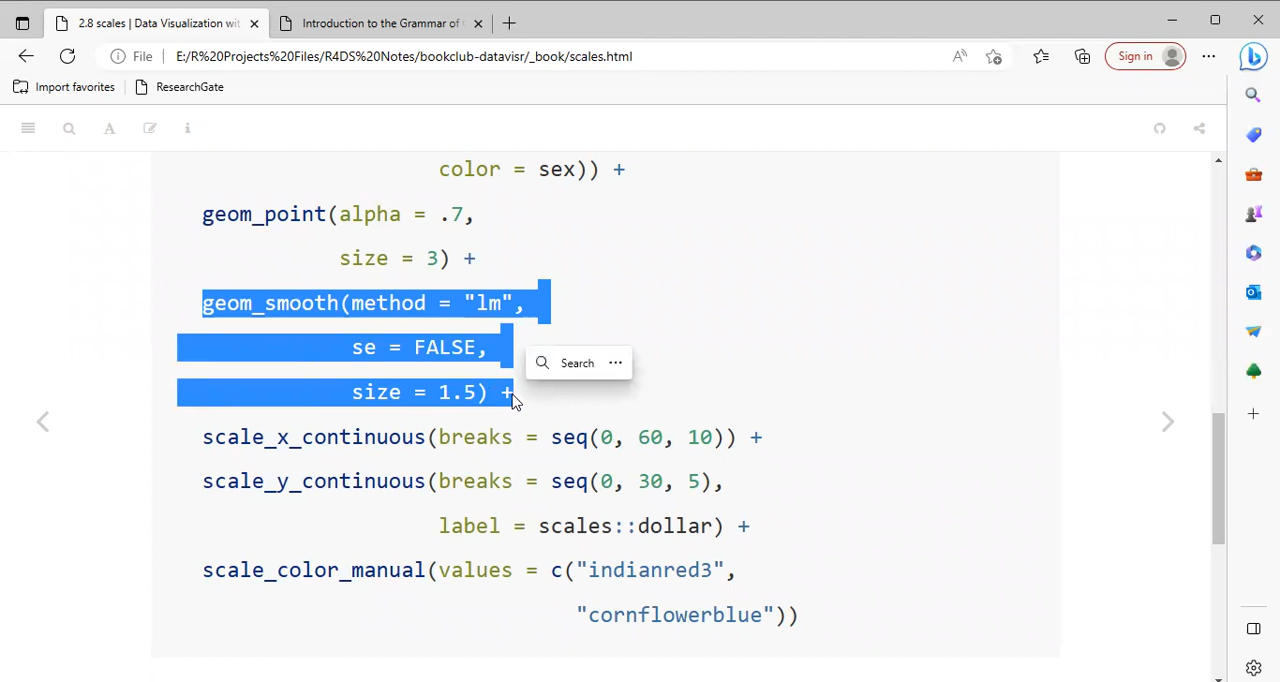 2.8 scales | Data Visualization wit
Introduction to the Grammar of
File
E:/R%20Projects%20Files/R4DS%20Notes/bookclub-datavisr/_book/scales.html
Sign in
Import favorites
ResearchGate
color = sex)) +
geom_point(alpha = .7,
size = 3) +
geom_smooth(method = "lm",
se = FALSE,
Search
size = 1.5) +
scale_x_continuous(breaks = seq(0, 60, 10)) +
scale_y_continuous(breaks = seq(0, 30, 5),
label = scales::dollar) +
scale_color_manual(values = c("indianred3",
"cornflowerblue"))